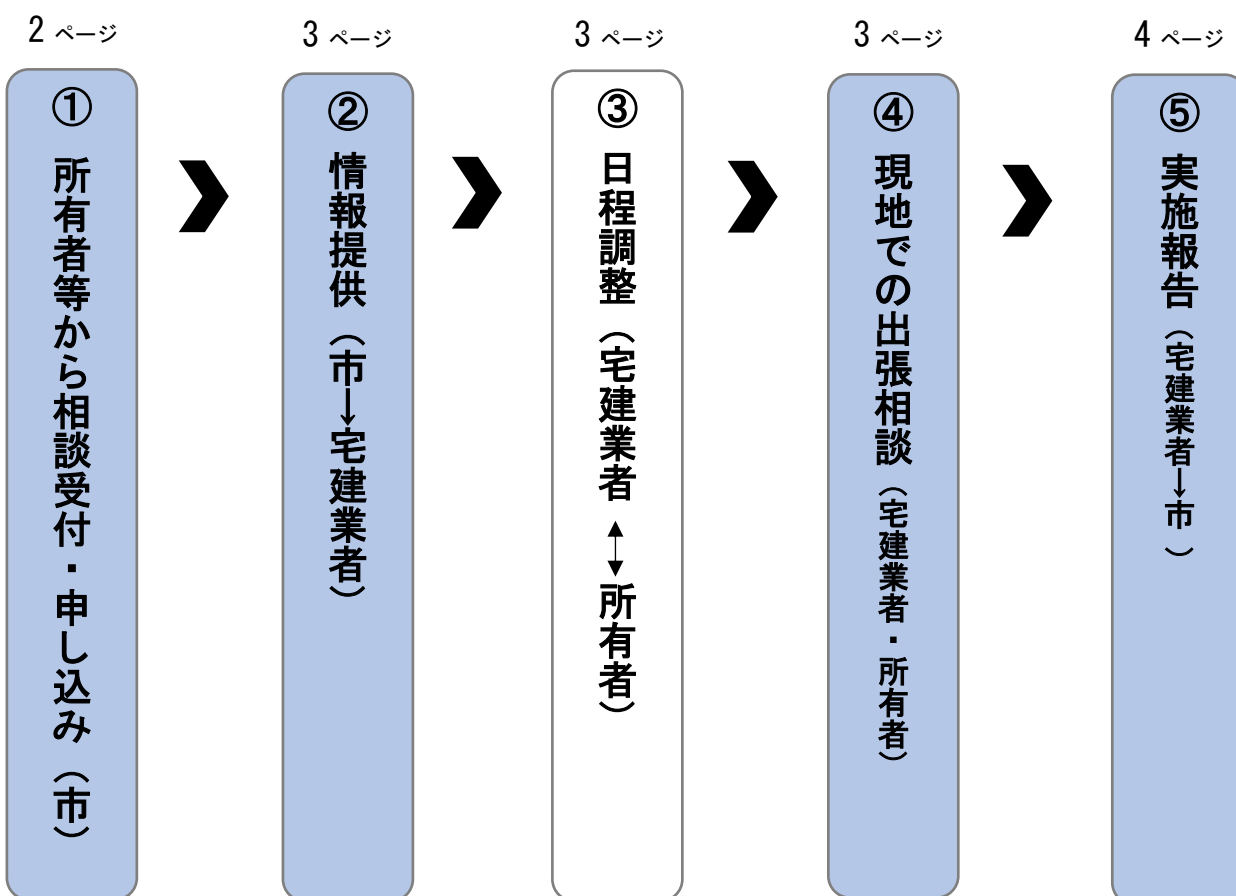 2 ページ
① 所有者等から相談受付・申し込み（市）
3 ページ
② 情報提供（市→宅建業者）
3 ページ
③ 日程調整（宅建業者 ↔ 所有者）
3 ページ
④ 現地での出張相談（宅建業者・所有者）
4 ページ
⑤ 実施報告（宅建業者→市）